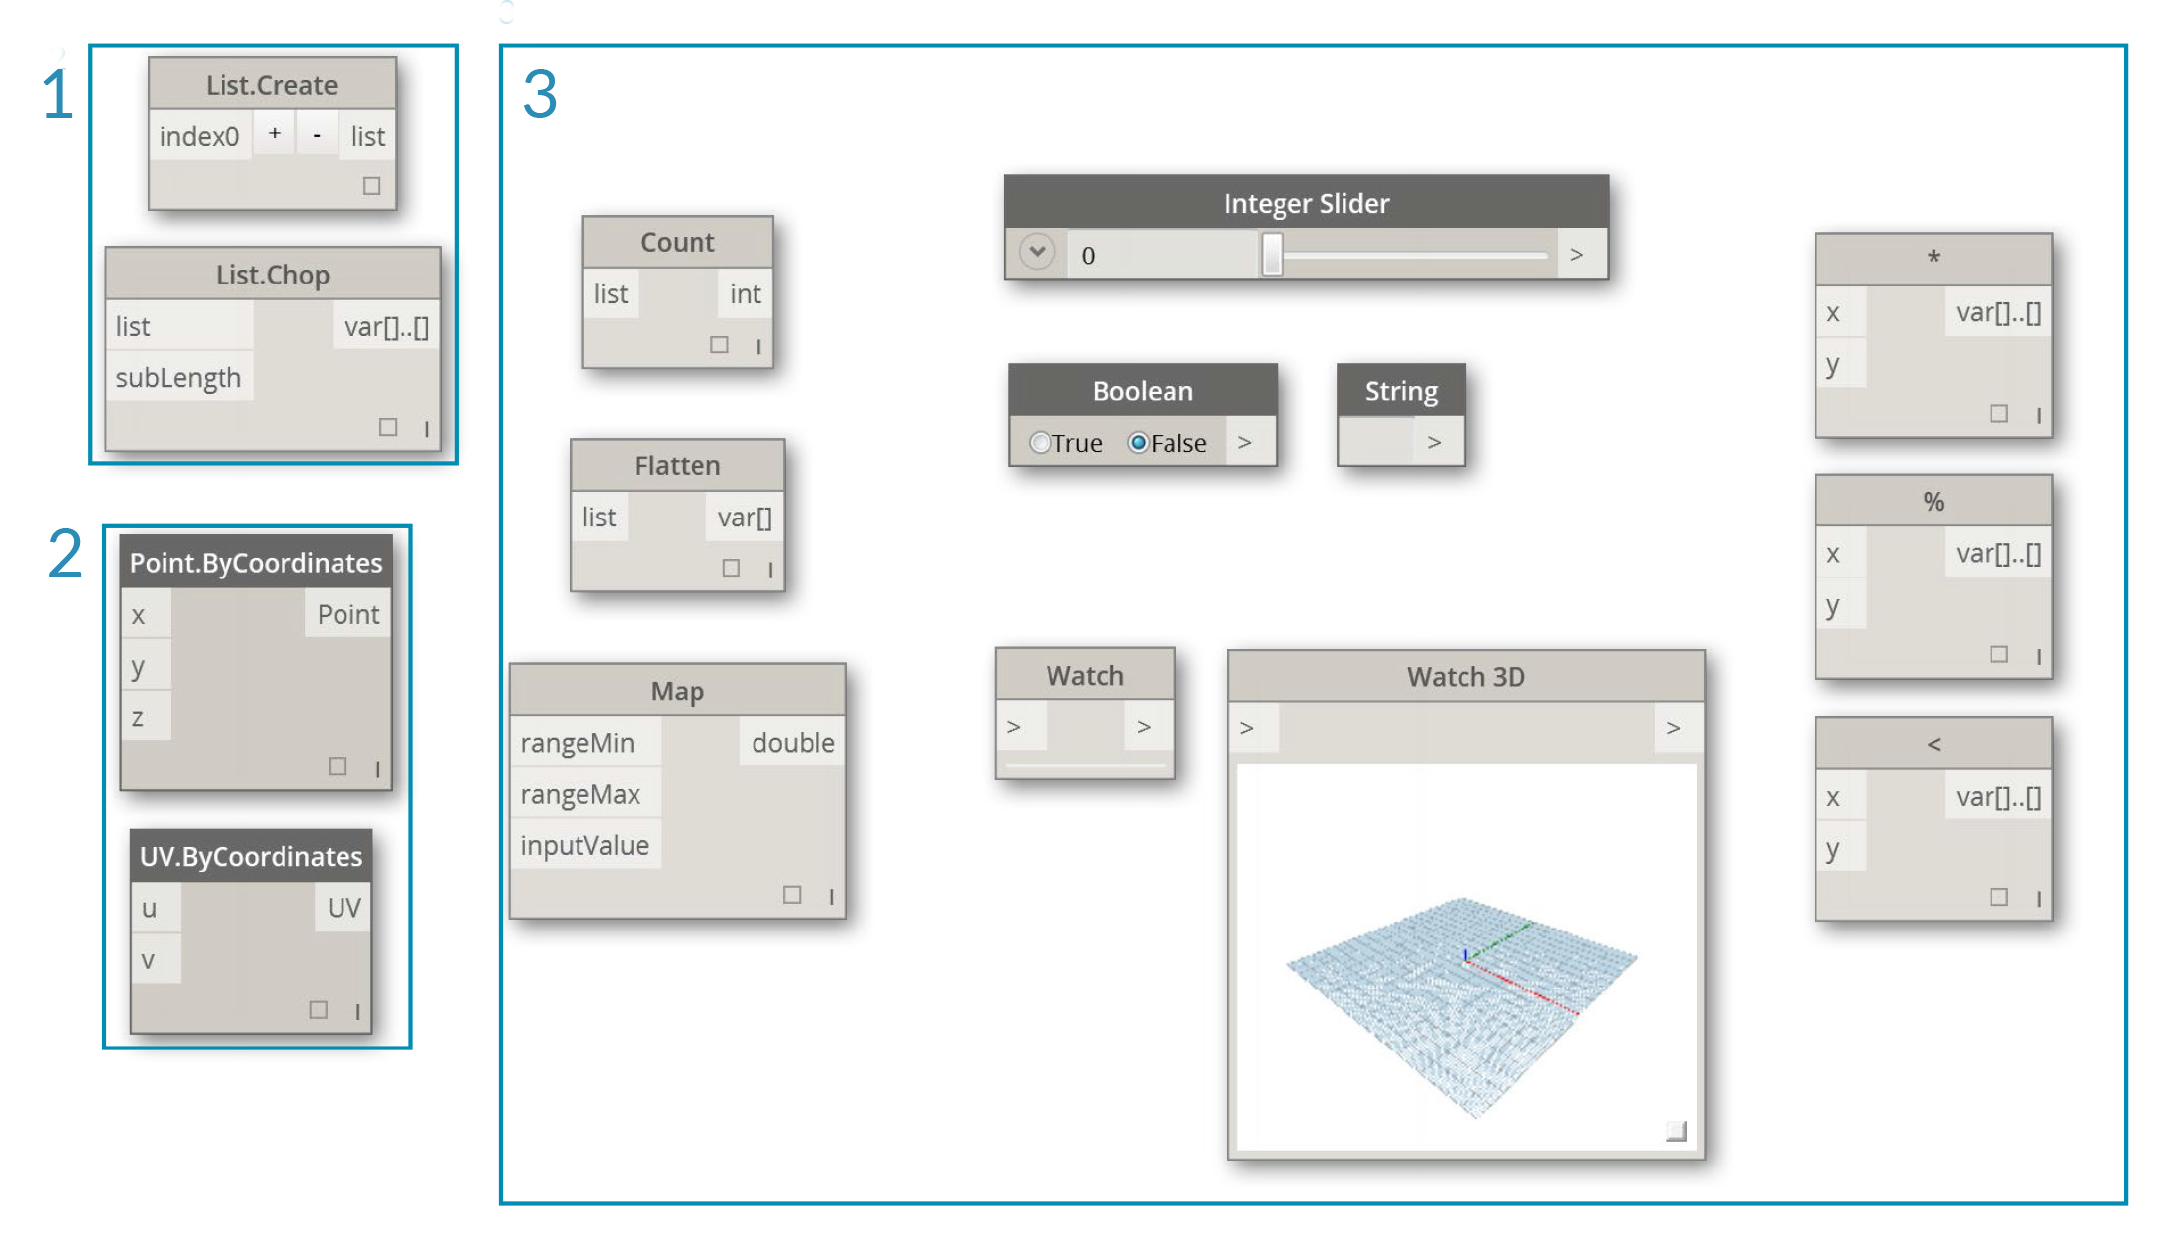 1
List.Create
index0 + - list
List.Chop
list var[]..[]
subLength
2
Point.ByCoordinates
x Point
y
z
UV.ByCoordinates
u UV
v
3
Count
list int
Flatten
list var[]
Map
rangeMin double
rangeMax
inputValue
Integer Slider
0 >
Boolean
True False >
String
>
Watch
> >
Watch 3D
> >
*
x var[]..[]
y
%
x var[]..[]
y
<
x var[]..[]
y